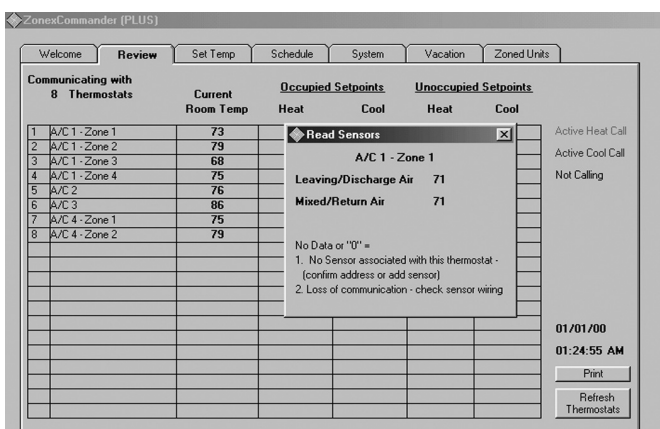 ZonexCommander (PLUS)
Welcome Review Set Temp Schedule System Vacation Zoned Units
Communicating with
8 Thermostats
Current
Room Temp
Occupied Setpoints
Heat Cool
Unoccupied Setpoints
Heat Cool
1 A/C 1 - Zone 1 73
2 A/C 1 - Zone 2 79
3 A/C 1 - Zone 3 68
4 A/C 1 - Zone 4 75
5 A/C 2 76
6 A/C 3 86
7 A/C 4 - Zone 1 75
8 A/C 4 - Zone 2 79
Read Sensors
A/C 1 - Zone 1
Leaving/Discharge Air 71
Mixed/Return Air 71
No Data or "0" =
1. No Sensor associated with this thermostat -
(confirm address or add sensor)
2. Loss of communication - check sensor wiring
Active Heat Call
Active Cool Call
Not Calling
01/01/00
01:24:55 AM
Print
Refresh
Thermostats